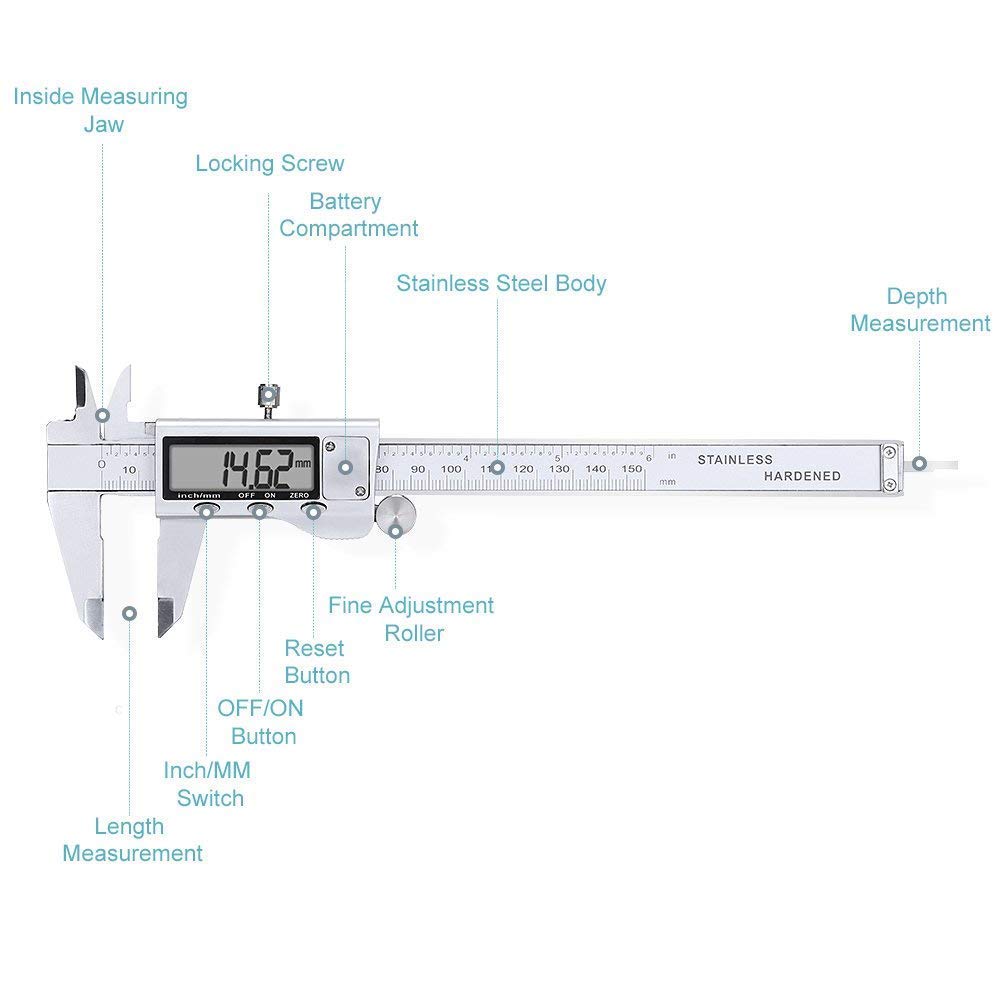 Inside Measuring
Jaw
Locking Screw
Battery
Compartment
Stainless Steel Body
Depth
Measurement
14.62 mm
inch/mm OFF ON ZERO
0 10
4 5 6 in
80 90 100 110 120 130 140 150 mm
STAINLESS
HARDENED
Fine Adjustment
Roller
Reset
Button
OFF/ON
Button
Inch/MM
Switch
Length
Measurement
c